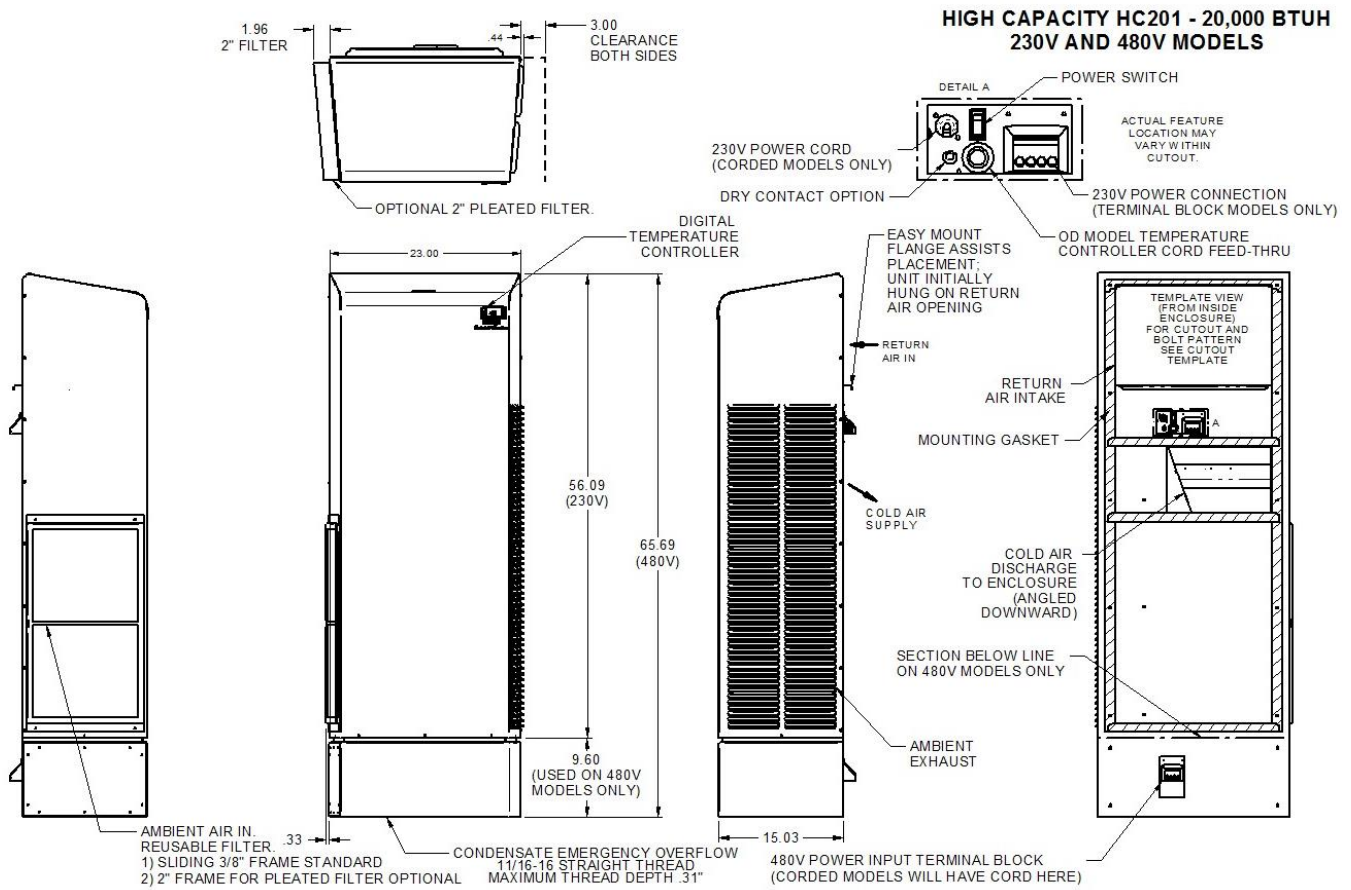 HIGH CAPACITY HC201 - 20,000 BTUH
230V AND 480V MODELS
1.96
2" FILTER
.44
3.00
CLEARANCE
BOTH SIDES
OPTIONAL 2" PLEATED FILTER.
DETAIL A
POWER SWITCH
ACTUAL FEATURE
LOCATION MAY
VARY WITHIN
CUTOUT.
230V POWER CORD
(CORDED MODELS ONLY)
DRY CONTACT OPTION
230V POWER CONNECTION
(TERMINAL BLOCK MODELS ONLY)
OD MODEL TEMPERATURE
CONTROLLER CORD FEED-THRU
DIGITAL
TEMPERATURE
CONTROLLER
23.00
EASY MOUNT
FLANGE ASSISTS
PLACEMENT;
UNIT INITIALLY
HUNG ON RETURN
AIR OPENING
RETURN
AIR IN
TEMPLATE VIEW
(FROM INSIDE
ENCLOSURE)
FOR CUTOUT AND
BOLT PATTERN
SEE CUTOUT
TEMPLATE
RETURN
AIR INTAKE
A
MOUNTING GASKET
56.09
(230V)
65.69
(480V)
COLD AIR
SUPPLY
COLD AIR
DISCHARGE
TO ENCLOSURE
(ANGLED
DOWNWARD)
SECTION BELOW LINE
ON 480V MODELS ONLY
AMBIENT
EXHAUST
9.60
(USED ON 480V
MODELS ONLY)
15.03
AMBIENT AIR IN.
REUSABLE FILTER.
1) SLIDING 3/8" FRAME STANDARD
2) 2" FRAME FOR PLEATED FILTER OPTIONAL
.33
CONDENSATE EMERGENCY OVERFLOW
11/16-16 STRAIGHT THREAD
MAXIMUM THREAD DEPTH .31"
480V POWER INPUT TERMINAL BLOCK
(CORDED MODELS WILL HAVE CORD HERE)